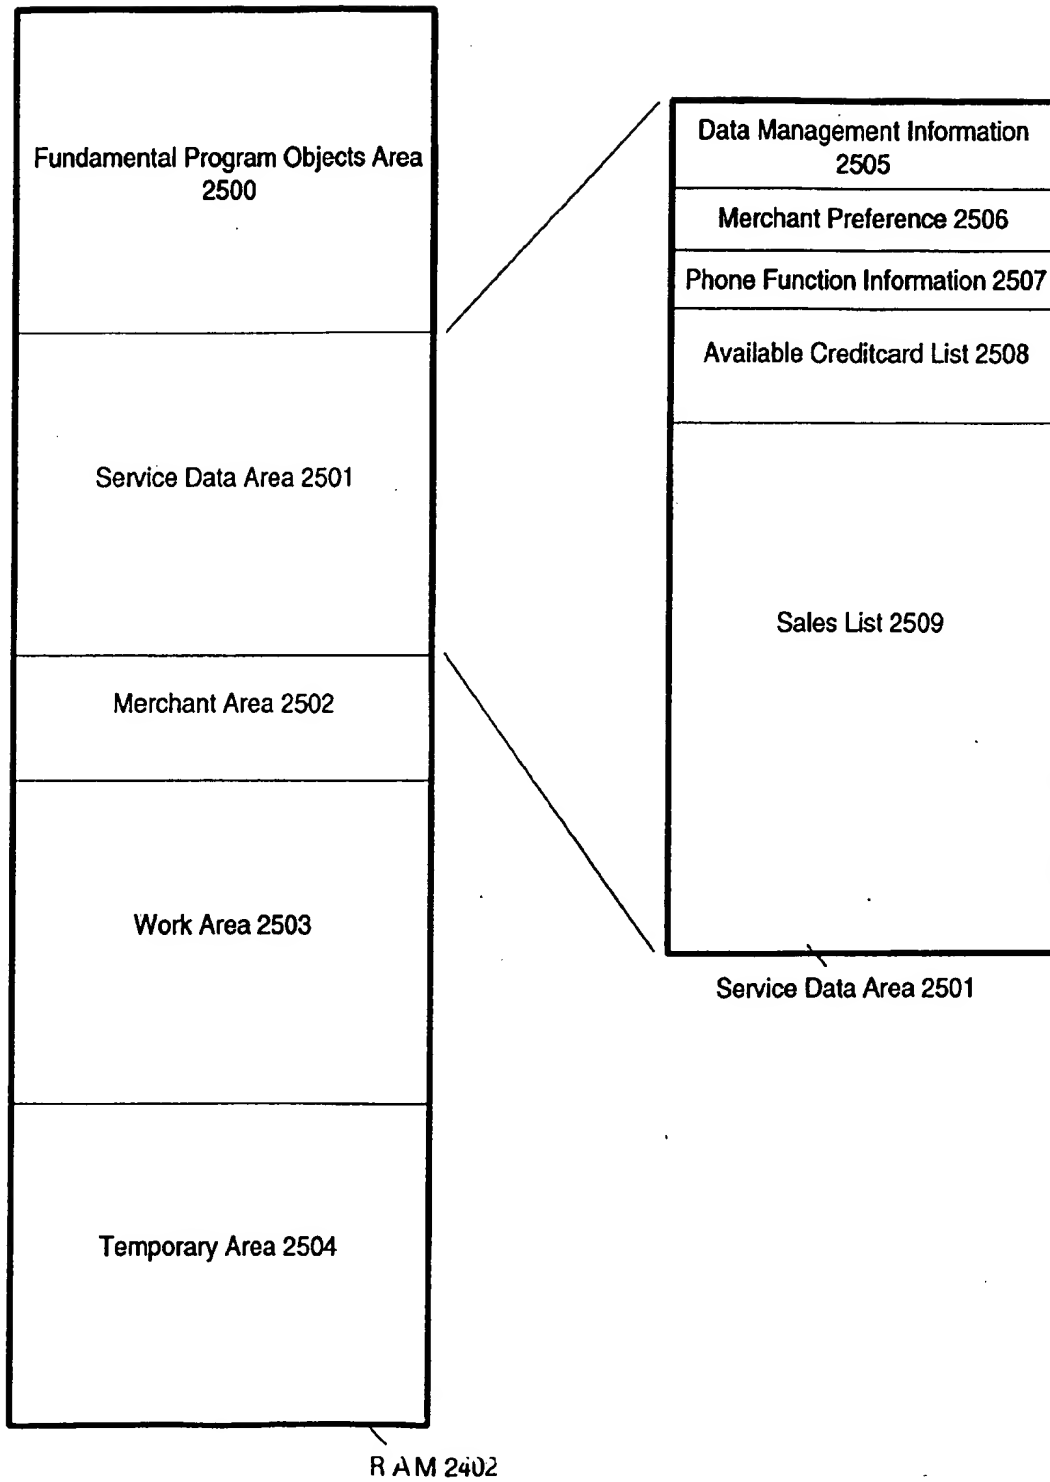 Fundamental Program Objects Area
2500
Service Data Area 2501
Merchant Area 2502
Work Area 2503
Temporary Area 2504
RAM 2402
Data Management Information
2505
Merchant Preference 2506
Phone Function Information 2507
Available Creditcard List 2508
Sales List 2509
Service Data Area 2501